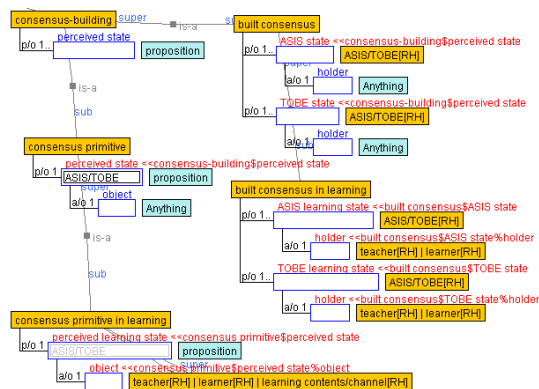 consensus-building
super
is-a
su
built consensus
perceived state
p/o 1..
proposition
ASIS state <<consensus-building$perceived state
p/o 1..
ASIS/TOBE[RH]
super
holder
a/o 1
Anything
is-a
sub
TOBE state <<consensus-building$perceived state
p/o 1..
ASIS/TOBE[RH]
holder
a/o 1
sub
Anything
consensus primitive
perceived state <<consensus-building$perceived state
p/o 1..
ASIS/TOBE
proposition
super
object
a/o 1
Anything
is-a
sub
built consensus in learning
ASIS learning state <<built consensus$ASIS state
p/o 1..
ASIS/TOBE[RH]
holder <<built consensus$ASIS state%holder
a/o 1
teacher[RH] | learner[RH]
TOBE learning state <<built consensus$TOBE state
p/o 1..
ASIS/TOBE[RH]
holder <<built consensus$TOBE state%holder
a/o 1
teacher[RH] | learner[RH]
consensus primitive in learning
perceived learning state <<consensus primitive$perceived state
p/o 1
ASIS/TOBE
proposition
super
object <<consensus primitive$perceived state%object
a/o 1
teacher[RH] | learner[RH] | learning contents/channel[RH]